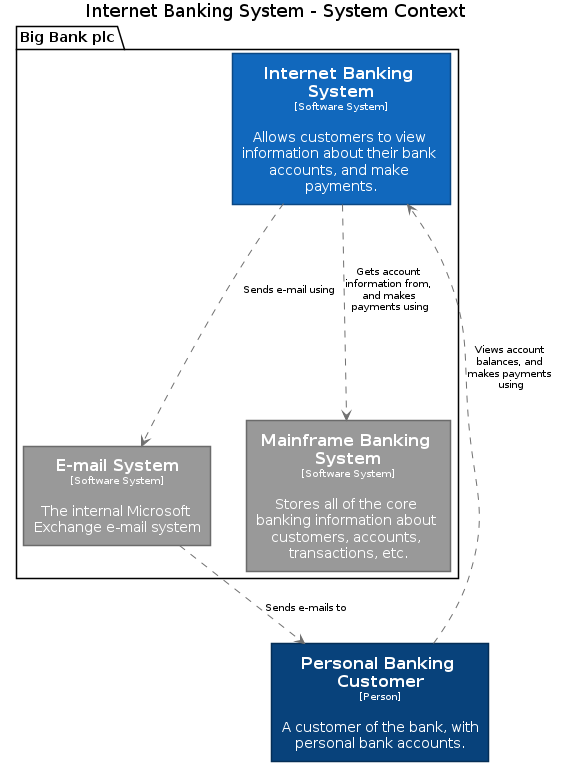 Internet Banking System - System Context
Big Bank plc
Internet Banking
System
[Software System]
Allows customers to view
information about their bank
accounts, and make
payments.
Sends e-mail using
Gets account
information from,
and makes
payments using
Views account
balances, and
makes payments
using
E-mail System
[Software System]
The internal Microsoft
Exchange e-mail system
Mainframe Banking
System
[Software System]
Stores all of the core
banking information about
customers, accounts,
transactions, etc.
Sends e-mails to
Personal Banking
Customer
[Person]
A customer of the bank, with
personal bank accounts.